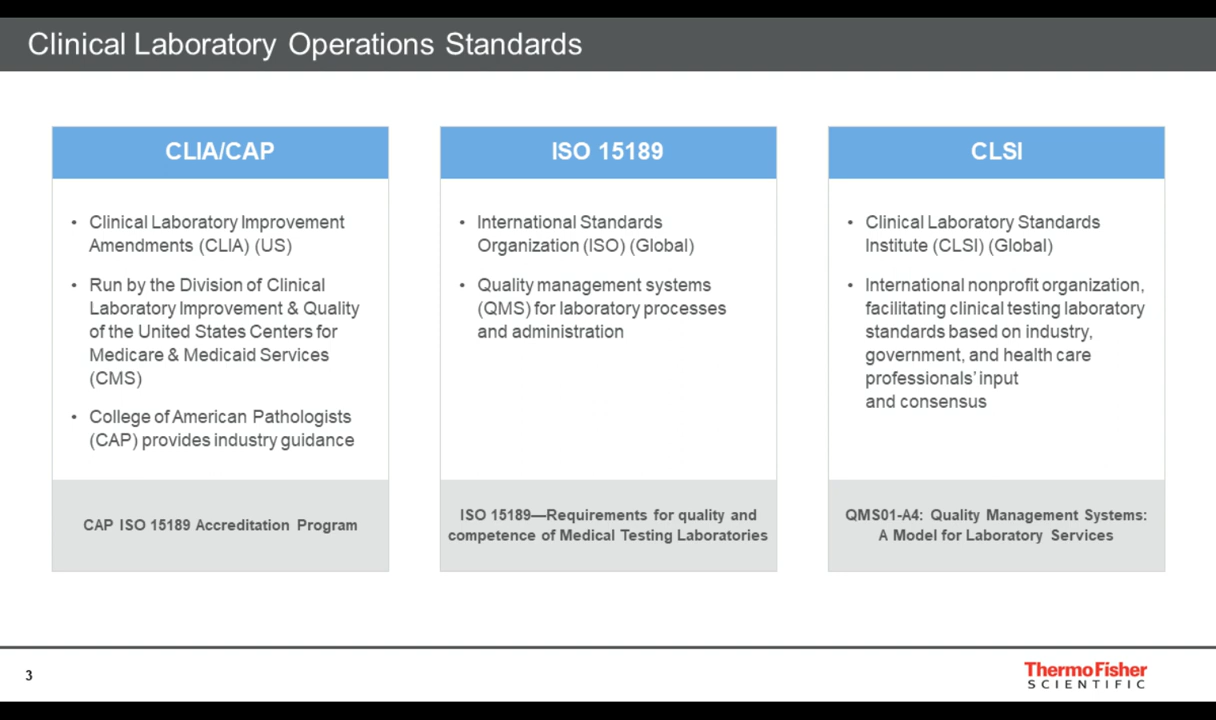 Clinical Laboratory Operations Standards
CLIA/CAP
• Clinical Laboratory Improvement
Amendments (CLIA) (US)
• Run by the Division of Clinical
Laboratory Improvement & Quality
of the United States Centers for
Medicare & Medicaid Services
(CMS)
• College of American Pathologists
(CAP) provides industry guidance
CAP ISO 15189 Accreditation Program
ISO 15189
• International Standards
Organization (ISO) (Global)
• Quality management systems
(QMS) for laboratory processes
and administration
ISO 15189—Requirements for quality and
competence of Medical Testing Laboratories
CLSI
• Clinical Laboratory Standards
Institute (CLSI) (Global)
• International nonprofit organization,
facilitating clinical testing laboratory
standards based on industry,
government, and health care
professionals’ input
and consensus
QMS01-A4: Quality Management Systems:
A Model for Laboratory Services
3
ThermoFisher
SCIENTIFIC